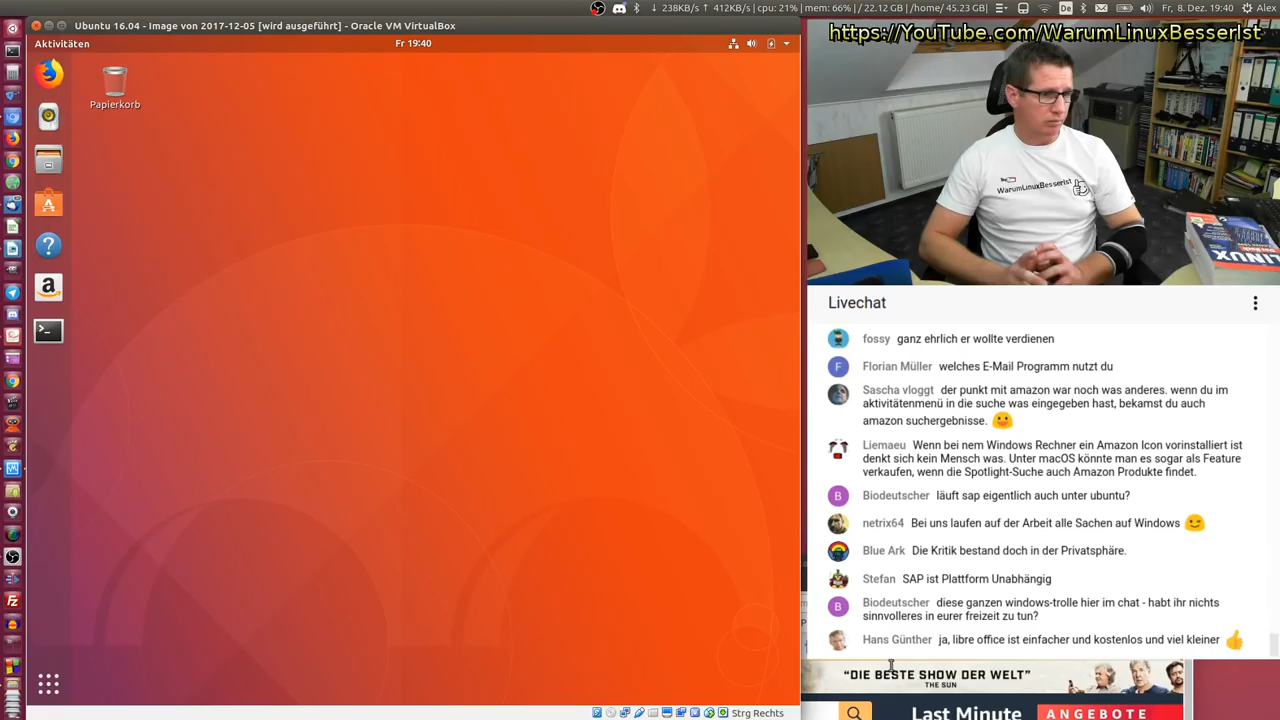 238KB/s 412KB/s cpu: 21% mem: 66% 22.12 GB /home/ 45.23 GB De Fr, 8. Dez, 19:40 Alex
Ubuntu 16.04 - Image von 2017-12-05 [wird ausgeführt] - Oracle VM VirtualBox
Aktivitäten
Fr 19:40
Papierkorb
https://YouTube.com/WarumLinuxBesserIst
WarumLinuxBesserIst
LINUX
Livechat
fossy ganz ehrlich er wollte verdienen
Florian Müller welches E-Mail Programm nutzt du
Sascha vloggt der punkt mit amazon war noch was anderes. wenn du im
aktivitätenmenü in die suche was eingegeben hast, bekamst du auch
amazon suchergebnisse.
Liemaeu Wenn bei nem Windows Rechner ein Amazon Icon vorinstalliert ist
denkt sich kein Mensch was. Unter macOS könnte man es sogar als Feature
verkaufen, wenn die Spotlight-Suche auch Amazon Produkte findet.
Biodeutscher läuft sap eigentlich auch unter ubuntu?
netrix64 Bei uns laufen auf der Arbeit alle Sachen auf Windows
Blue Ark Die Kritik bestand doch in der Privatsphäre.
Stefan SAP ist Plattform Unabhängig
Biodeutscher diese ganzen windows-trolle hier im chat - habt ihr nichts
sinnvolleres in eurer freizeit zu tun?
Hans Günther ja, libre office ist einfacher und kostenlos und viel kleiner
“DIE BESTE SHOW DER WELT”
THE SUN
Last Minute
ANGEBOTE
Strg Rechts